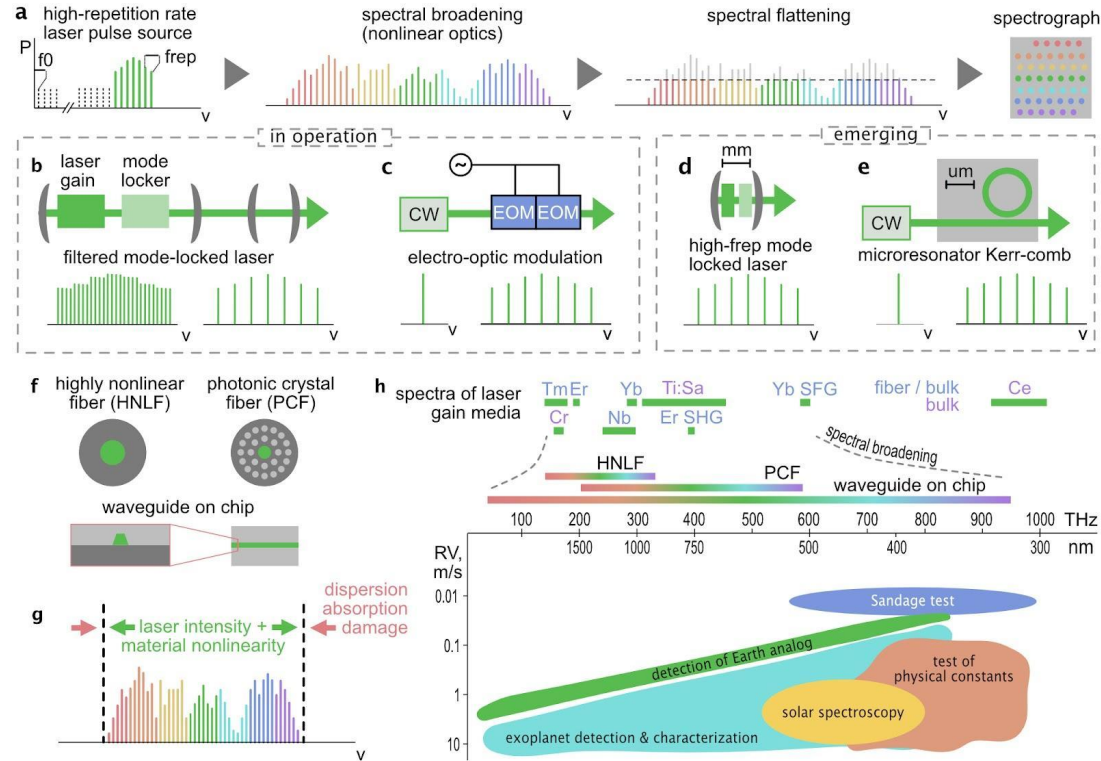 a
high-repetition rate
laser pulse source
spectral broadening
(nonlinear optics)
spectral flattening
spectrograph
P
f0
frep
v
v
v
in operation
emerging
b
laser
gain
mode
locker
filtered mode-locked laser
v
v
c
~
CW
EOM
EOM
electro-optic modulation
v
v
d
mm
high-frep mode
locked laser
v
e
um
CW
microresonator Kerr-comb
v
v
f
highly nonlinear
fiber (HNLF)
photonic crystal
fiber (PCF)
waveguide on chip
g
laser intensity +
material nonlinearity
dispersion
absorption
damage
v
h
spectra of laser
gain media
Tm
Er
Yb
Ti:Sa
Yb SFG
fiber / bulk
bulk
Ce
Cr
Nb
Er SHG
spectral broadening
HNLF
PCF
waveguide on chip
100 200 300 400 500 600 700 800 900 1000 THz
1500 1000 750 500 400 300 nm
RV,
m/s
0.01
0.1
1
10
Sandage test
detection of Earth analog
test of
physical constants
solar spectroscopy
exoplanet detection & characterization